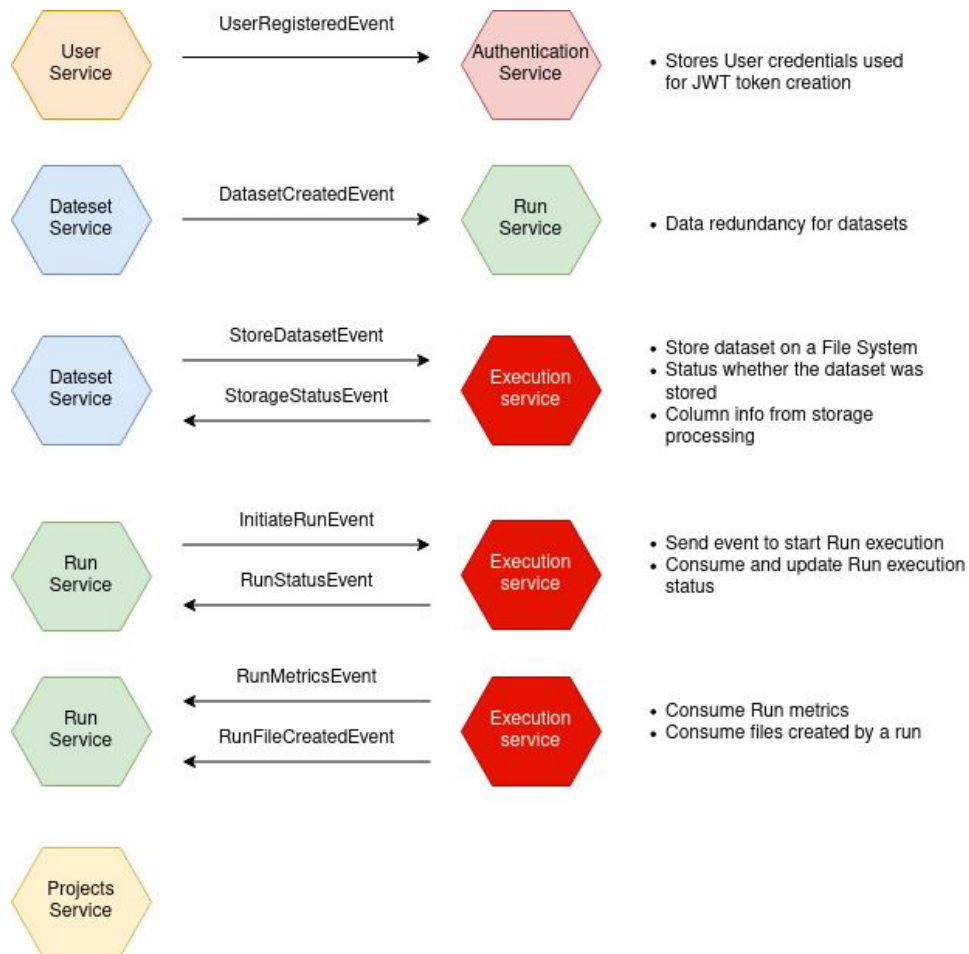 UserRegisteredEvent
User
Service
Authentication
Service
• Stores User credentials used
for JWT token creation
DatasetCreatedEvent
Dateset
Service
Run
Service
• Data redundancy for datasets
StoreDatasetEvent
StorageStatusEvent
Dateset
Service
Execution
service
• Store dataset on a File System
• Status whether the dataset was
stored
• Column info from storage
processing
InitiateRunEvent
RunStatusEvent
Run
Service
Execution
service
• Send event to start Run execution
• Consume and update Run execution
status
RunMetricsEvent
RunFileCreatedEvent
Run
Service
Execution
service
• Consume Run metrics
• Consume files created by a run
Projects
Service